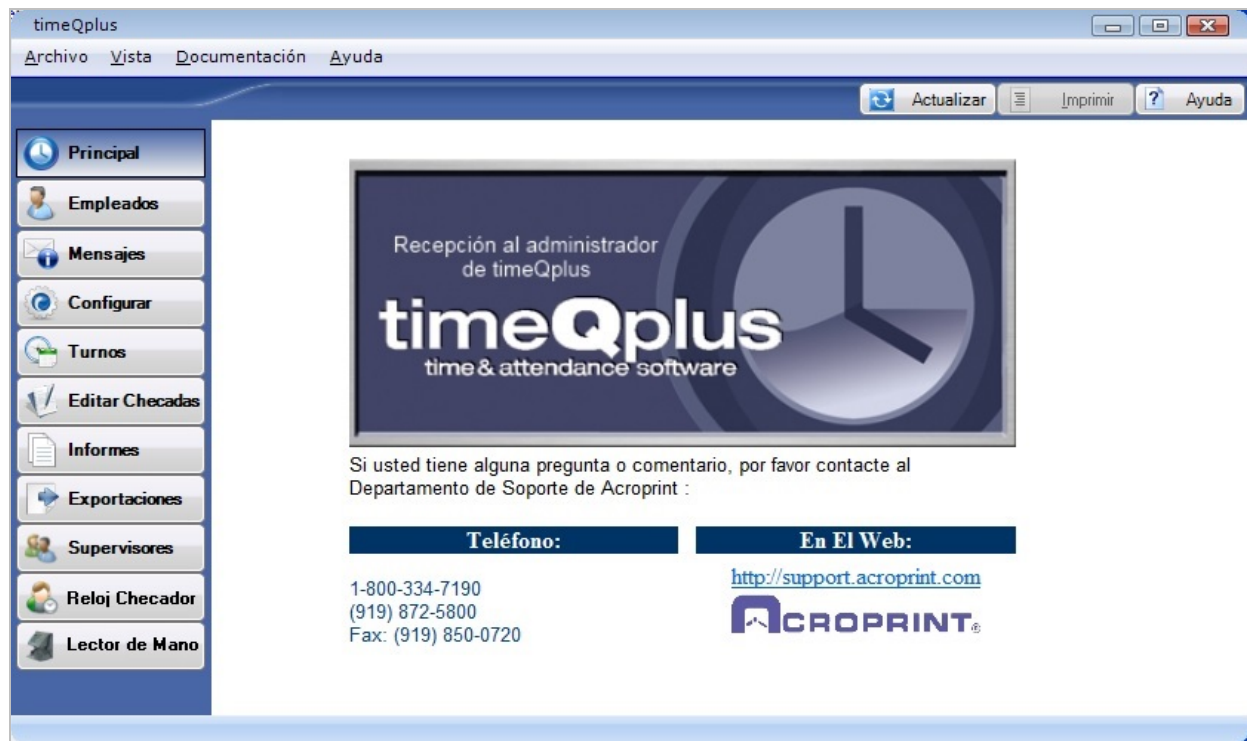 timeQplus
Archivo Vista Documentación Ayuda
Actualizar Imprimir Ayuda
Principal
Empleados
Mensajes
Configurar
Turnos
Editar Checadas
Informes
Exportaciones
Supervisores
Reloj Checador
Lector de Mano
Recepción al administrador
de timeQplus
timeQplus
time & attendance software
Si usted tiene alguna pregunta o comentario, por favor contacte al
Departamento de Soporte de Acroprint :
Teléfono:
1-800-334-7190
(919) 872-5800
Fax: (919) 850-0720
En El Web:
http://support.acroprint.com
ACROPRINT®